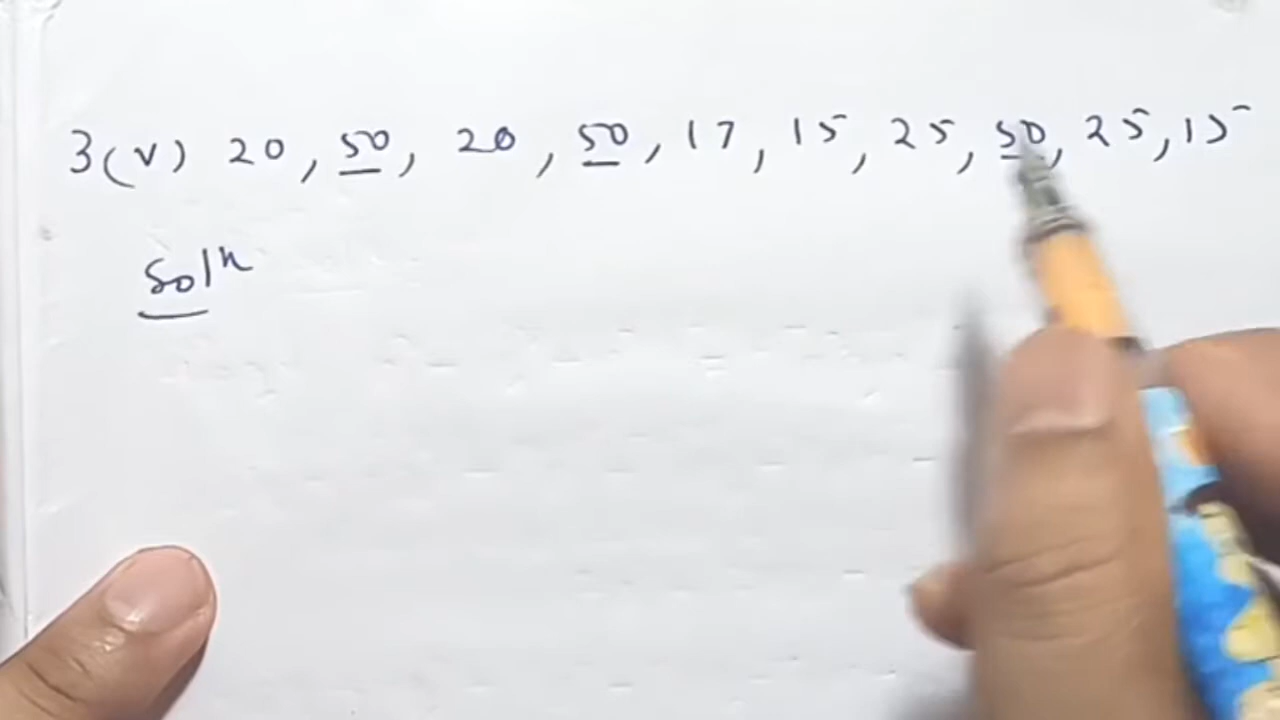 3(v) 20, 50, 20, 50, 17, 15, 25, 50, 25, 15
Soln